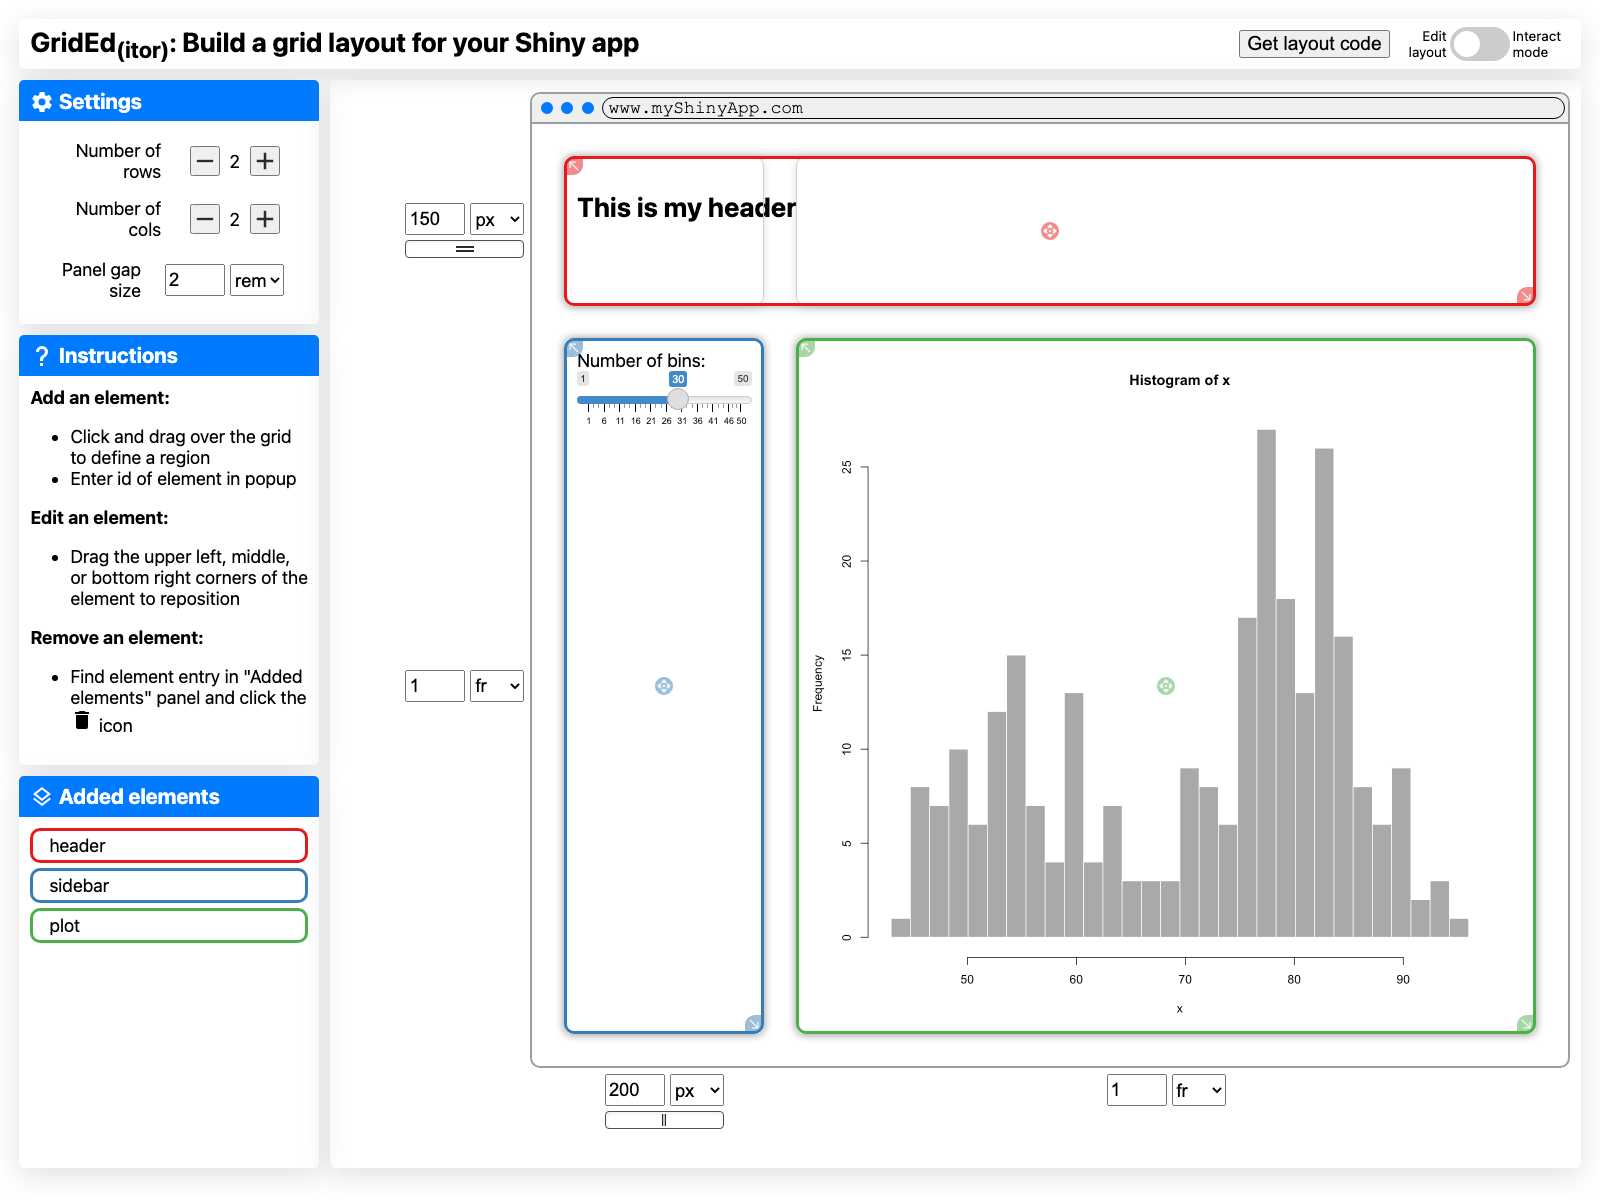 GridEd(itor): Build a grid layout for your Shiny app
Get layout code
Edit layout
Interact mode
Settings
Number of rows
2
Number of cols
2
Panel gap size
2
rem
Instructions
Add an element:
• Click and drag over the grid
to define a region
• Enter id of element in popup
Edit an element:
• Drag the upper left, middle,
or bottom right corners of the
element to reposition
Remove an element:
• Find element entry in "Added
elements" panel and click the
icon
Added elements
header
sidebar
plot
www.myShinyApp.com
150 px
This is my header
1 fr
Number of bins:
1 30 50
1 6 11 16 21 26 31 36 41 46 50
Histogram of x
Frequency
25
20
15
10
5
0
50 60 70 80 90
x
200 px
1 fr